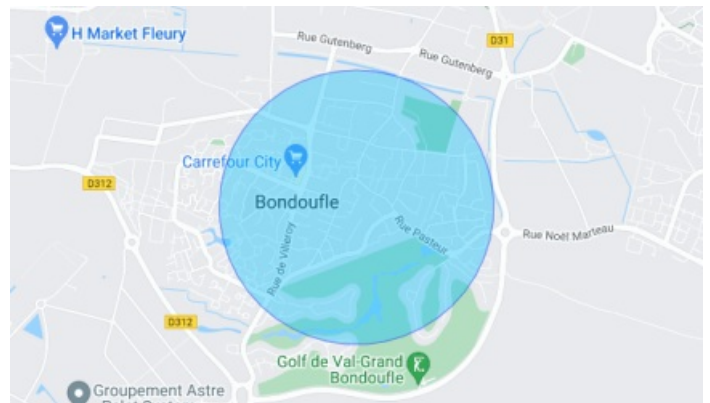 H Market Fleury
Rue Gutenberg
D31
Rue Gutenberg
Carrefour City
D312
Bondoufle
Rue Pasteur
Rue Noël Marteau
Rue de Villeroy
D312
Golf de Val-Grand
Bondoufle
Groupement Astre